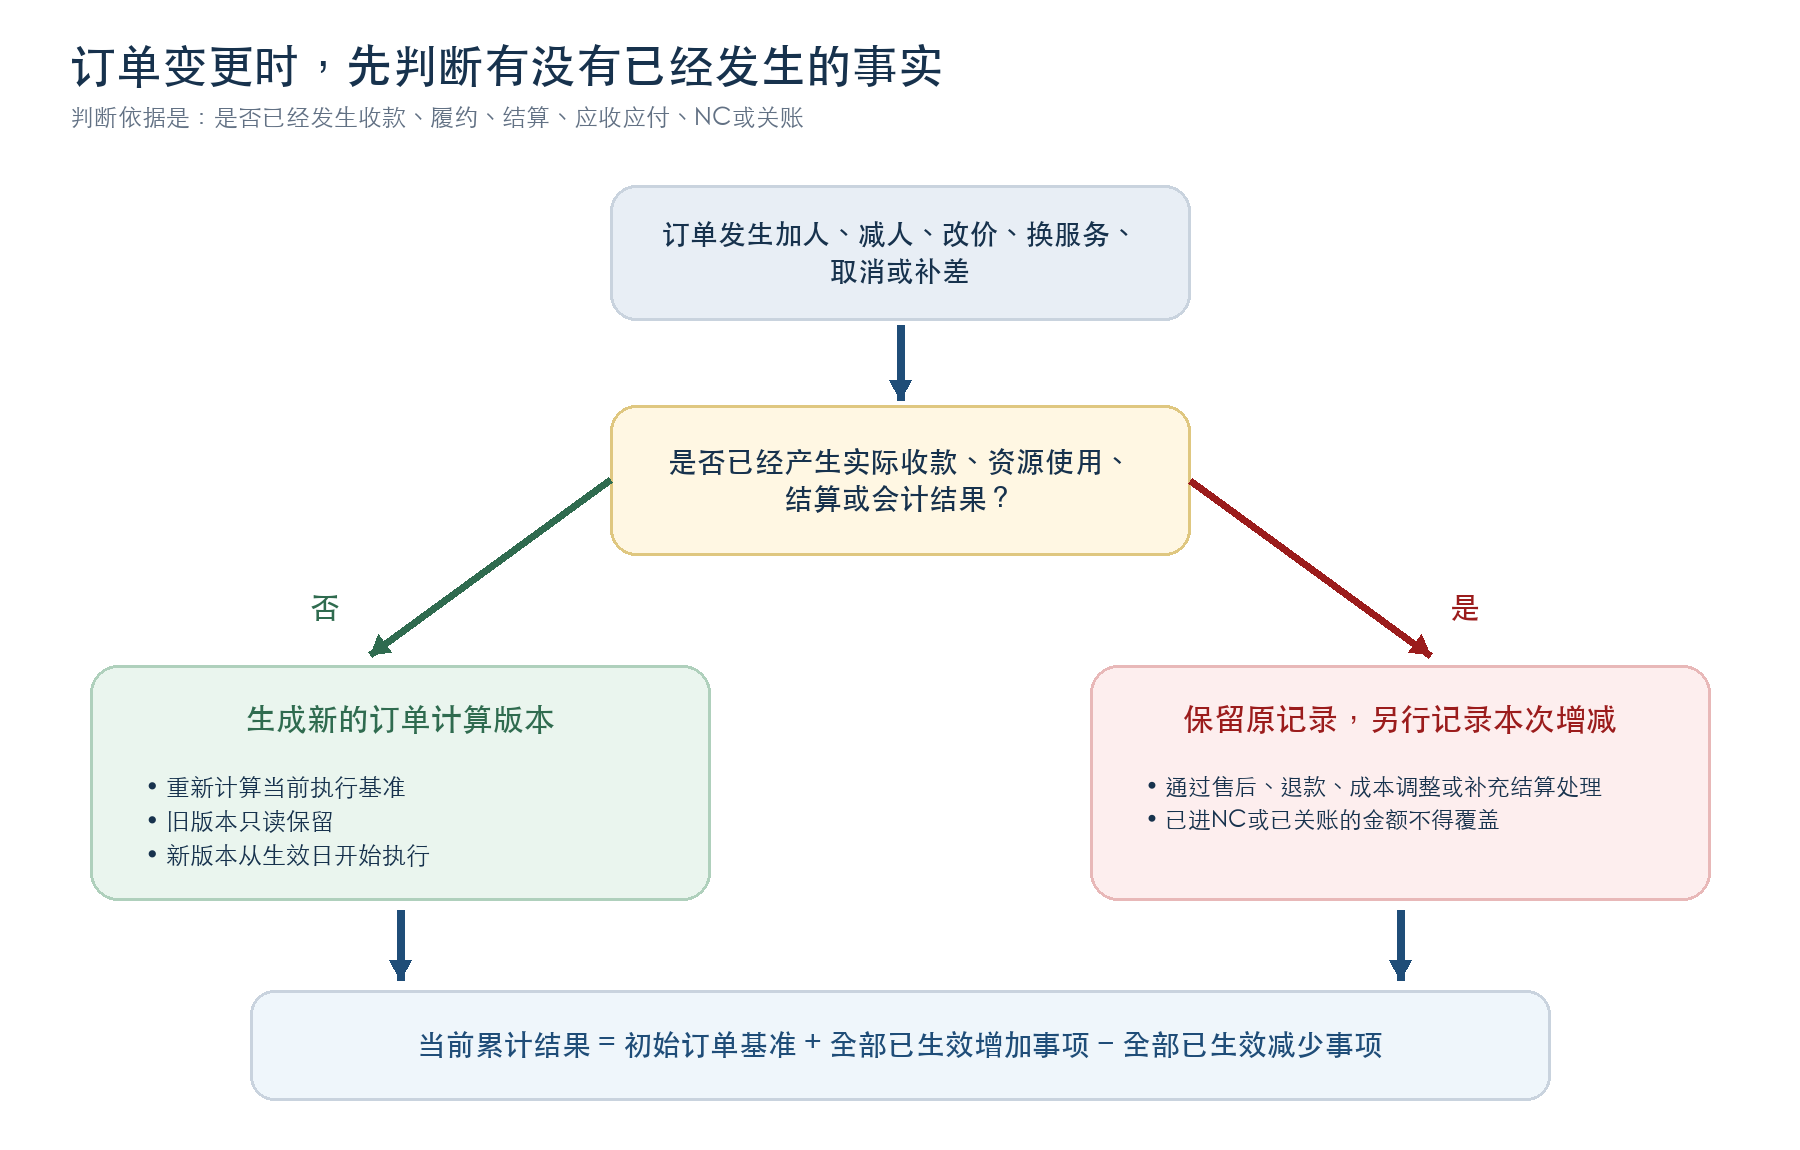 订单变更时，先判断有没有已经发生的事实
判断依据是：是否已经发生收款、履约、结算、应收应付、NC或关账
订单发生加人、减人、改价、换服务、
取消或补差
是否已经产生实际收款、资源使用、
结算或会计结果？
否
是
生成新的订单计算版本
• 重新计算当前执行基准
• 旧版本只读保留
• 新版本从生效日开始执行
保留原记录，另行记录本次增减
• 通过售后、退款、成本调整或补充结算处理
• 已进NC或已关账的金额不得覆盖
当前累计结果 = 初始订单基准 + 全部已生效增加事项 − 全部已生效减少事项